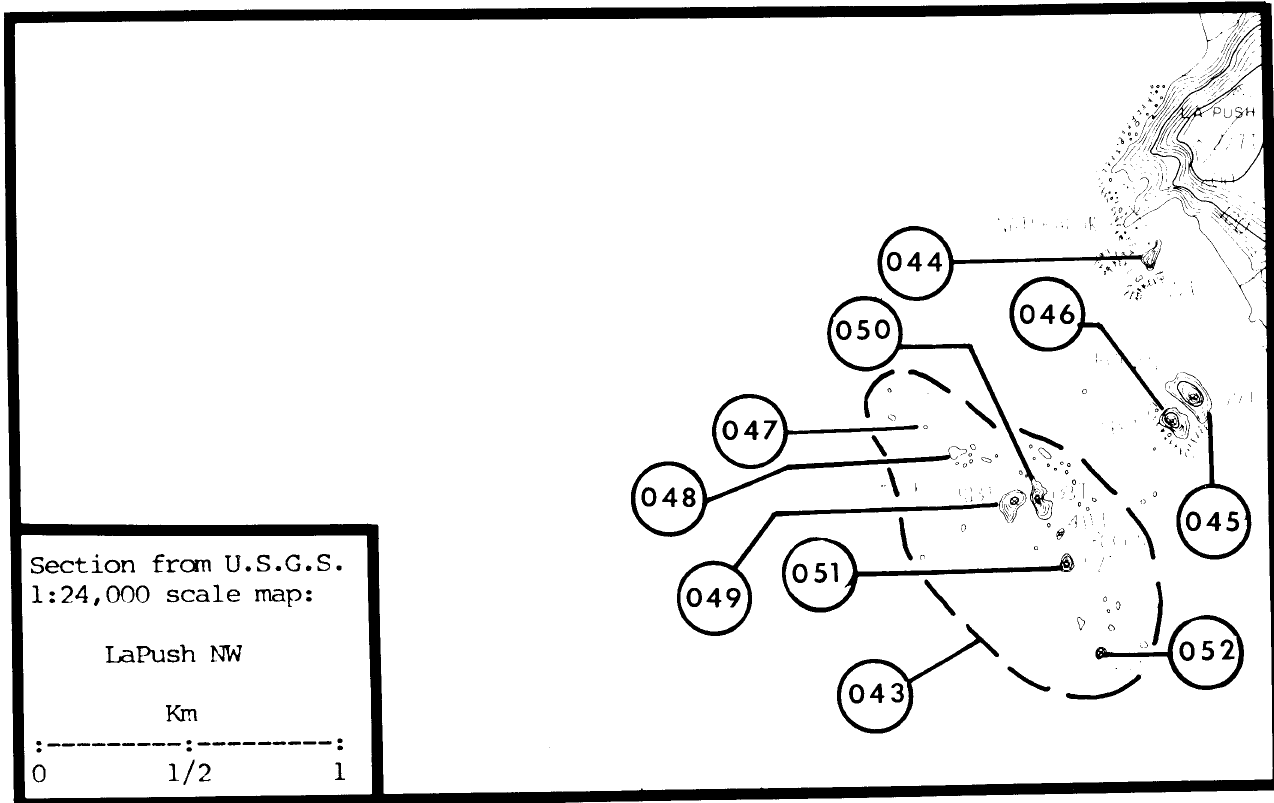 LA PUSH
044
046
050
047
048
045
051
049
052
043
Section from U.S.G.S.
1:24,000 scale map:
LaPush NW
Km
:---------:---------:
0 1/2 1